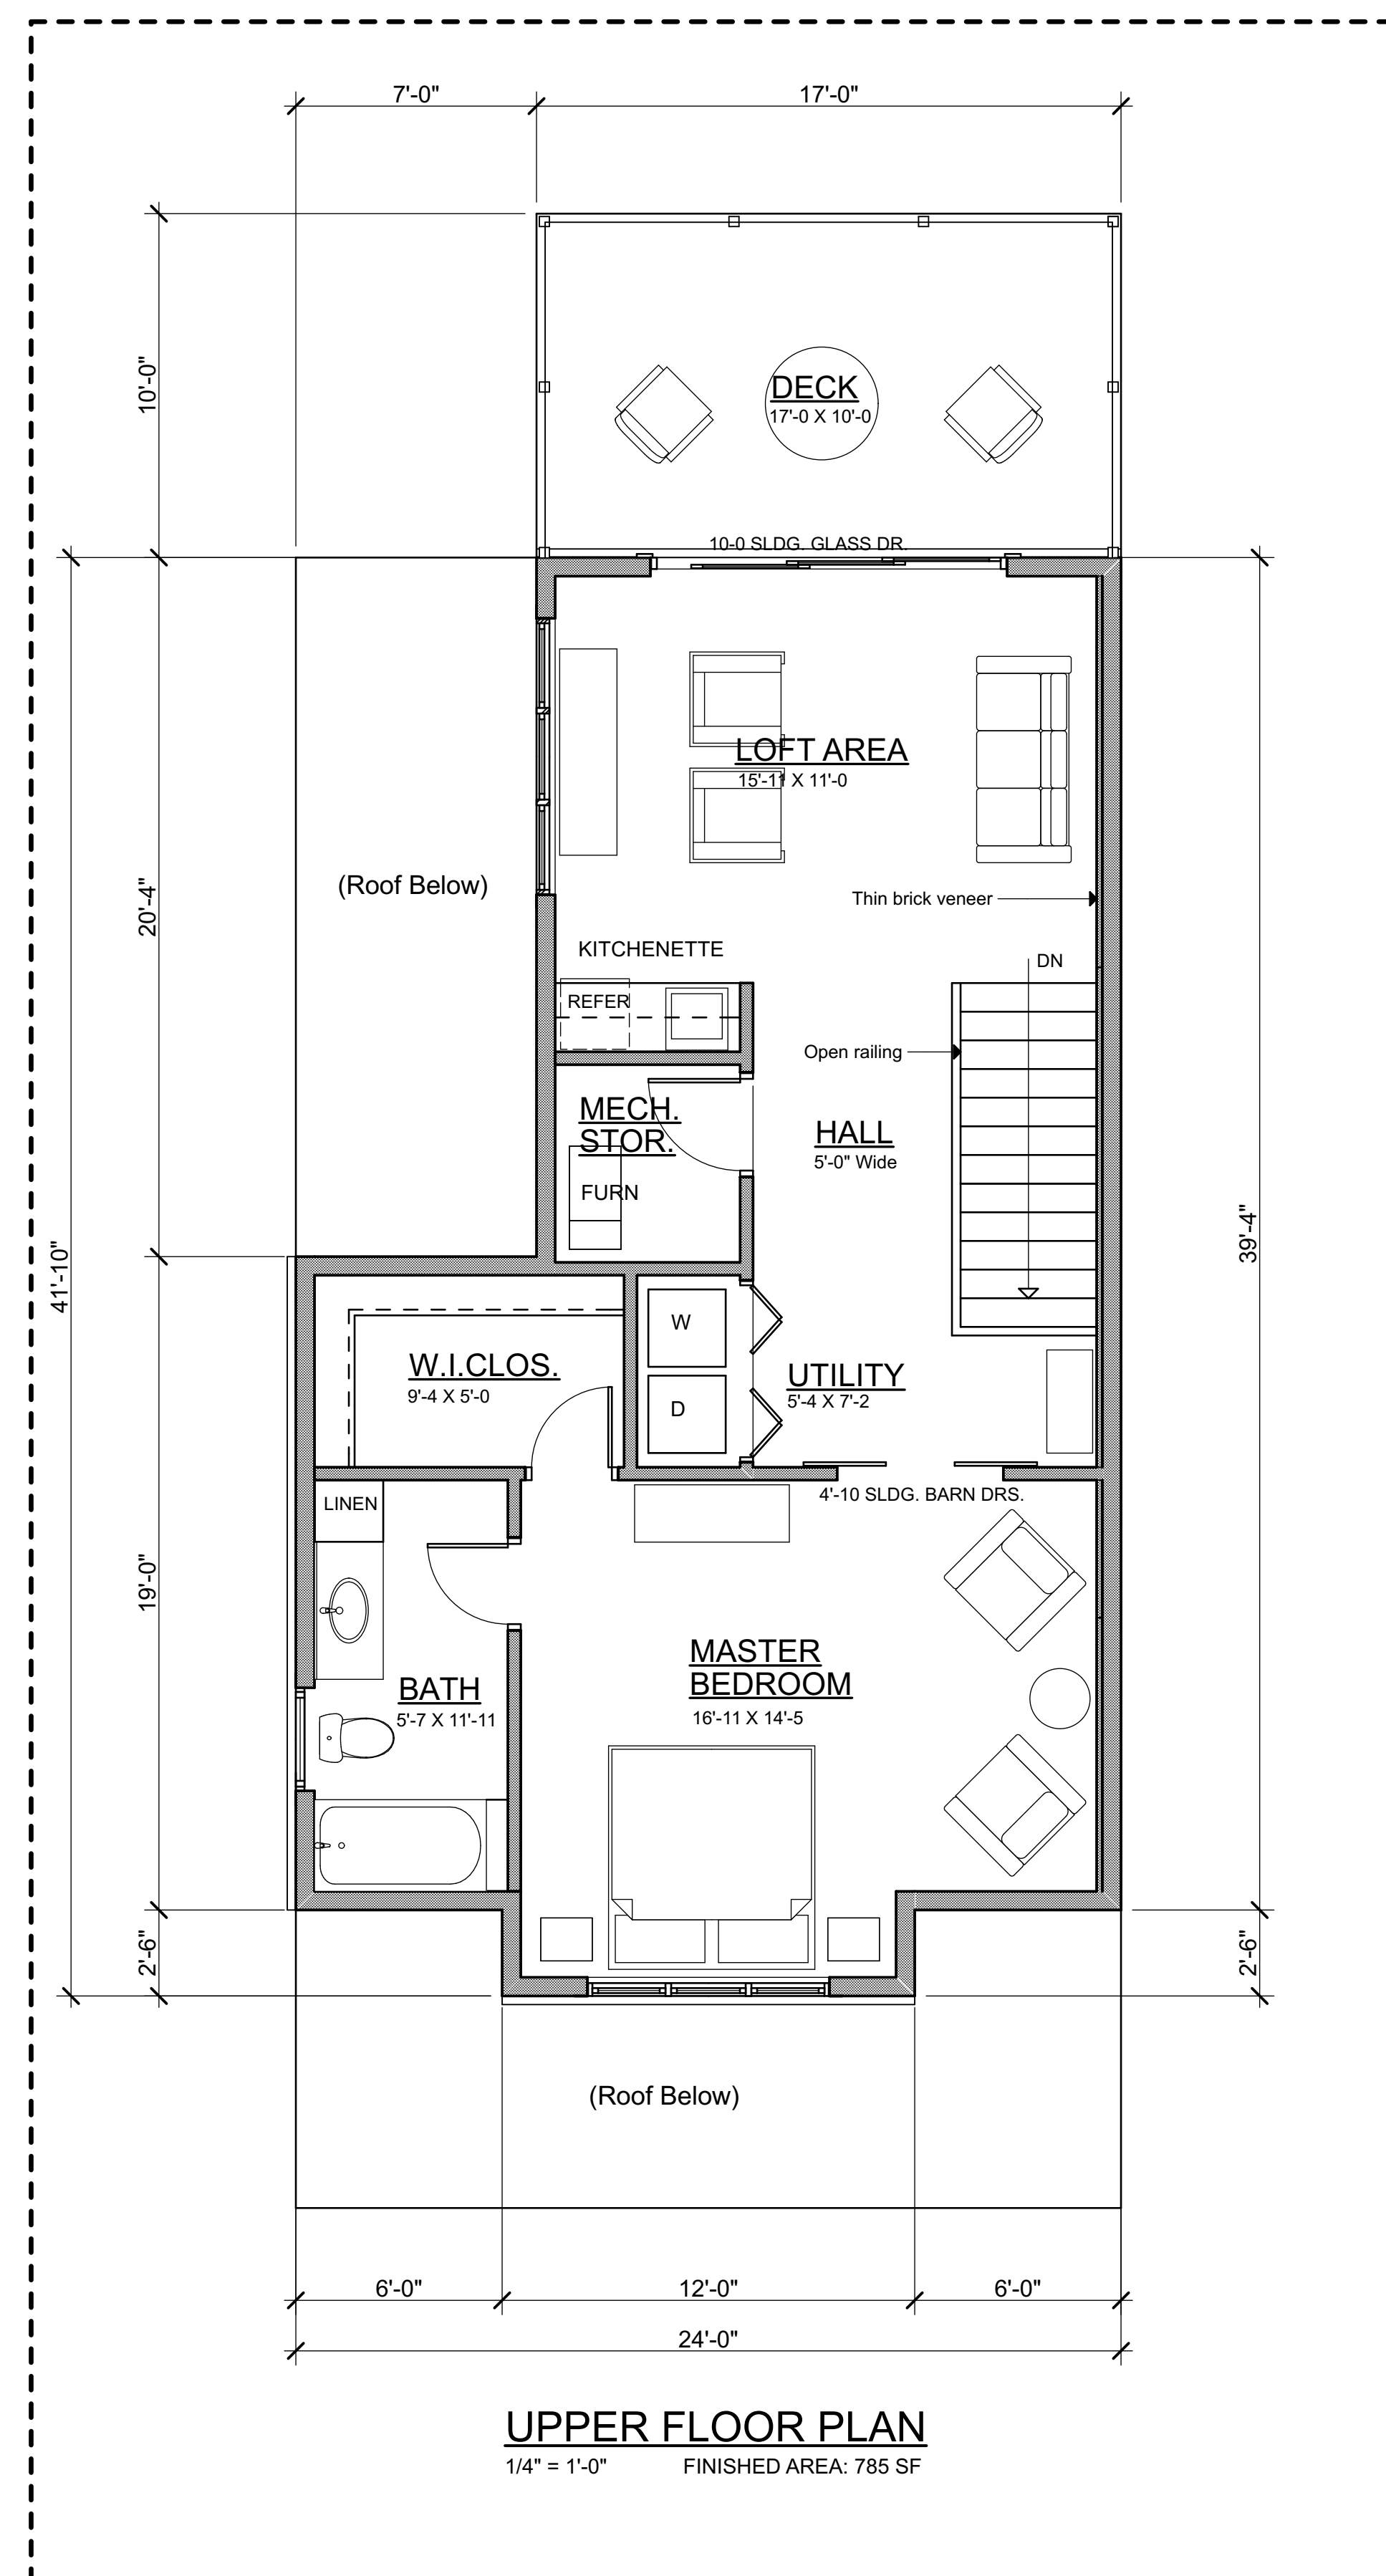 7'-0"
17'-0"
10'-0"
DECK
17'-0 X 10'-0
10-0 SLDG. GLASS DR.
LOFT AREA
15'-11 X 11'-0
(Roof Below)
20'-4"
Thin brick veneer
KITCHENETTE
DN
REFER
Open railing
MECH.
STOR.
HALL
5'-0" Wide
FURN
41'-10"
39'-4"
W
W.I.CLOS.
9'-4 X 5'-0
UTILITY
5'-4 X 7'-2
D
4'-10 SLDG. BARN DRS.
LINEN
19'-0"
MASTER
BEDROOM
16'-11 X 14'-5
BATH
5'-7 X 11'-11
2'-6"
2'-6"
(Roof Below)
6'-0"
12'-0"
6'-0"
24'-0"
UPPER FLOOR PLAN
1/4" = 1'-0"
FINISHED AREA: 785 SF